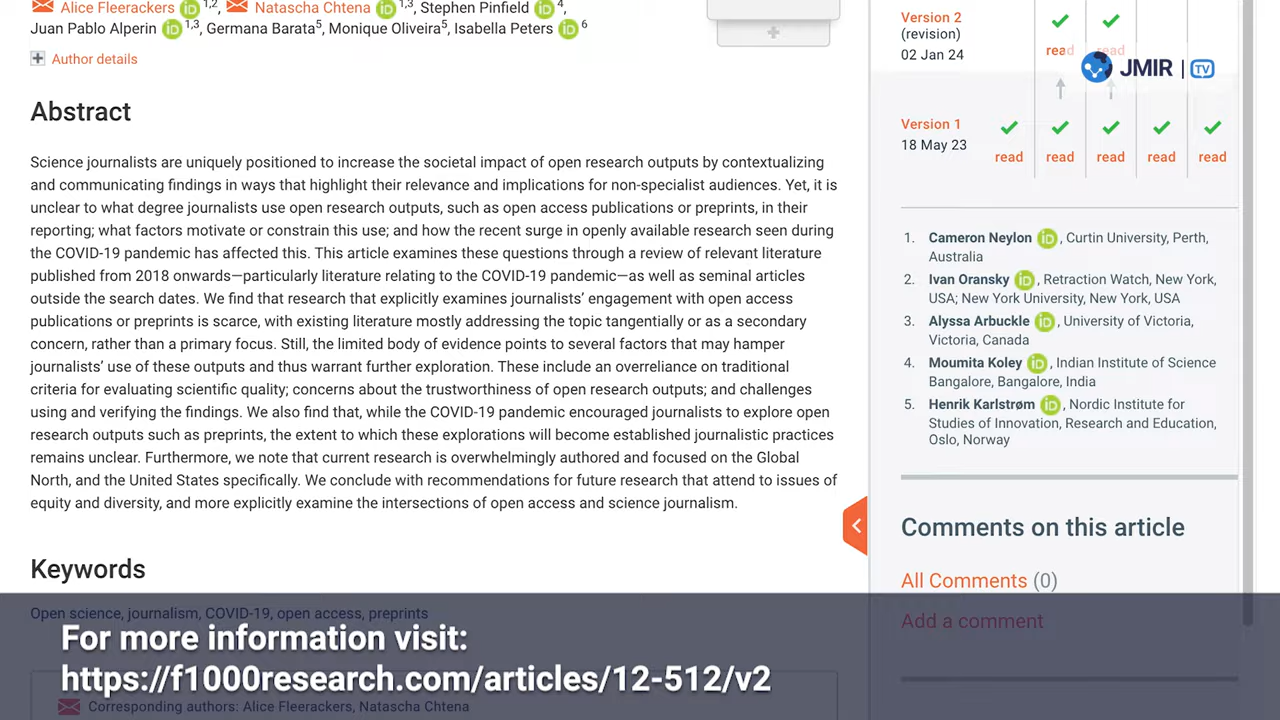 Alice Fleerackers iD 1,2, Natascha Chtena iD 1,3, Stephen Pinfield iD 4,
Juan Pablo Alperin iD 1,3, Germana Barata5, Monique Oliveira5, Isabella Peters iD 6
Author details
Abstract
Science journalists are uniquely positioned to increase the societal impact of open research outputs by contextualizing
and communicating findings in ways that highlight their relevance and implications for non-specialist audiences. Yet, it is
unclear to what degree journalists use open research outputs, such as open access publications or preprints, in their
reporting; what factors motivate or constrain this use; and how the recent surge in openly available research seen during
the COVID-19 pandemic has affected this. This article examines these questions through a review of relevant literature
published from 2018 onwards—particularly literature relating to the COVID-19 pandemic—as well as seminal articles
outside the search dates. We find that research that explicitly examines journalists’ engagement with open access
publications or preprints is scarce, with existing literature mostly addressing the topic tangentially or as a secondary
concern, rather than a primary focus. Still, the limited body of evidence points to several factors that may hamper
journalists’ use of these outputs and thus warrant further exploration. These include an overreliance on traditional
criteria for evaluating scientific quality; concerns about the trustworthiness of open research outputs; and challenges
using and verifying the findings. We also find that, while the COVID-19 pandemic encouraged journalists to explore open
research outputs such as preprints, the extent to which these explorations will become established journalistic practices
remains unclear. Furthermore, we note that current research is overwhelmingly authored and focused on the Global
North, and the United States specifically. We conclude with recommendations for future research that attend to issues of
equity and diversity, and more explicitly examine the intersections of open access and science journalism.
Keywords
Open science, journalism, COVID-19, open access, preprints
Corresponding authors: Alice Fleerackers, Natascha Chtena
Version 2
(revision)
02 Jan 24
read read
JMIR | TV
Version 1
18 May 23
read read read read read
1. Cameron Neylon iD, Curtin University, Perth,
Australia
2. Ivan Oransky iD, Retraction Watch, New York,
USA; New York University, New York, USA
3. Alyssa Arbuckle iD, University of Victoria,
Victoria, Canada
4. Moumita Koley iD, Indian Institute of Science
Bangalore, Bangalore, India
5. Henrik Karlstrøm iD, Nordic Institute for
Studies of Innovation, Research and Education,
Oslo, Norway
Comments on this article
All Comments (0)
Add a comment
For more information visit:
https://f1000research.com/articles/12-512/v2